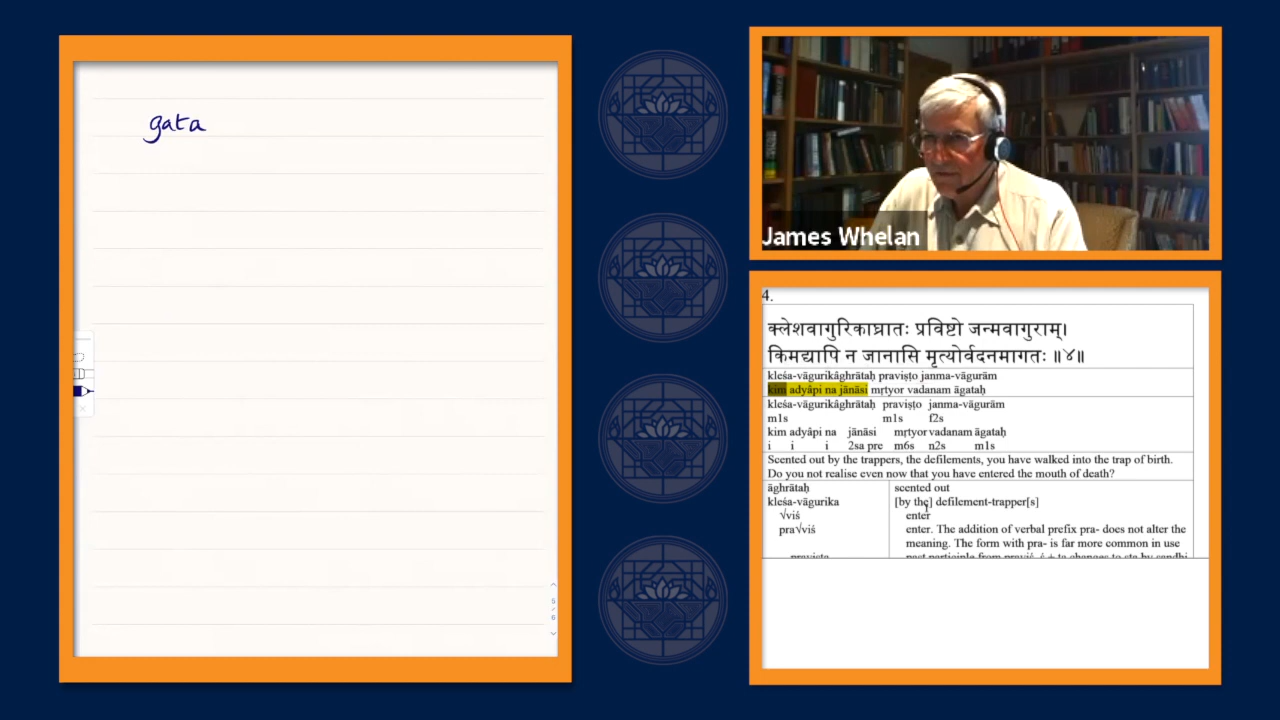 gata
5
6
James Whelan
4.
क्लेशवागुरिकाघ्रातः प्रविष्टो जन्मवागुराम्।
किमद्यापि न जानासि मृत्योर्वदनमागतः ॥४॥
kleśa-vāgurikâghrātaḥ praviṣṭo janma-vāgurām
kim adyâpi na jānāsi mṛtyor vadanam āgataḥ
kleśa-vāgurikâghrātaḥ praviṣṭo janma-vāgurām
m1s m1s f2s
kim adyâpi na jānāsi mṛtyor vadanam āgataḥ
i i i 2sa pre m6s n2s m1s
Scented out by the trappers, the defilements, you have walked into the trap of birth.
Do you not realise even now that you have entered the mouth of death?
āghrātaḥ scented out
kleśa-vāgurika [by the] defilement-trapper[s]
√viś enter
pra√viś enter. The addition of verbal prefix pra- does not alter the
meaning. The form with pra- is far more common in use